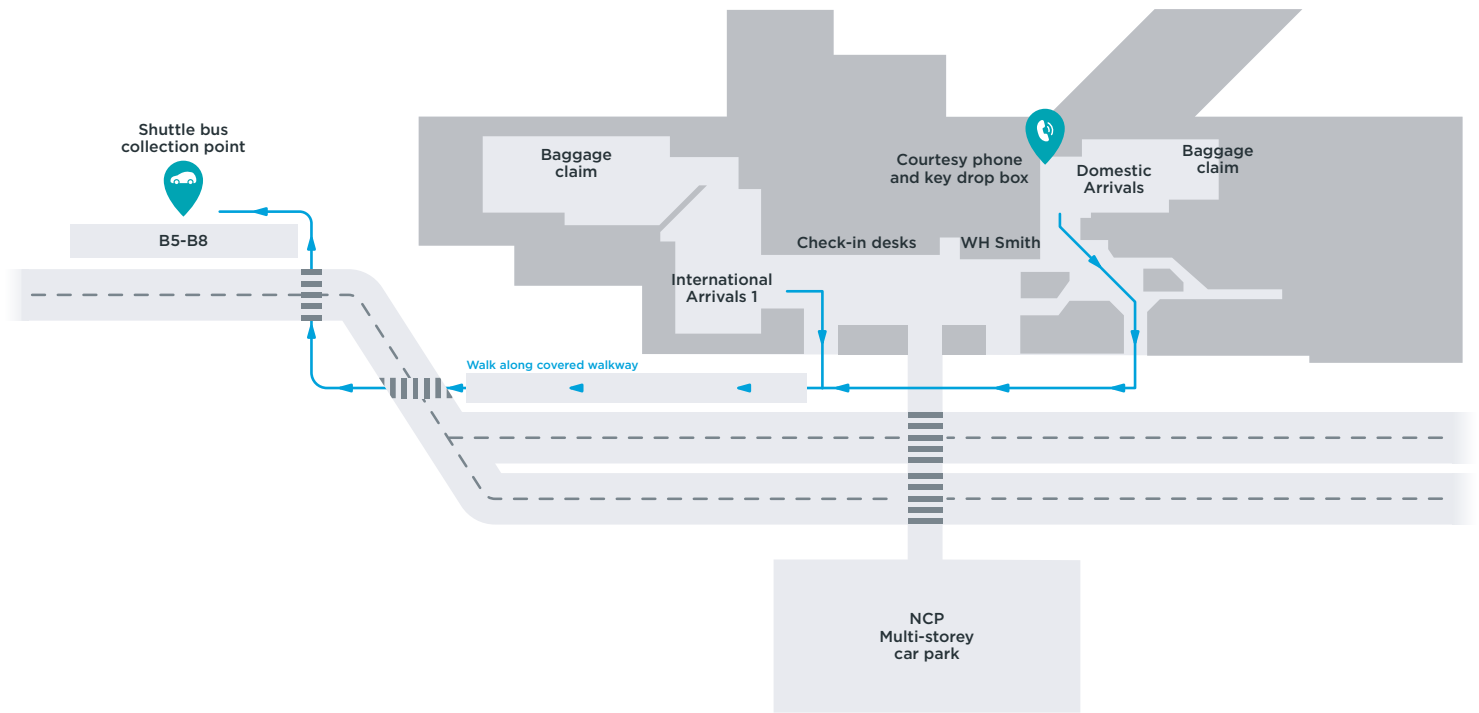 Shuttle bus
collection point
B5-B8
Baggage
claim
Courtesy phone
and key drop box
Domestic
Arrivals
Baggage
claim
Check-in desks
WH Smith
International
Arrivals 1
Walk along covered walkway
NCP
Multi-storey
car park